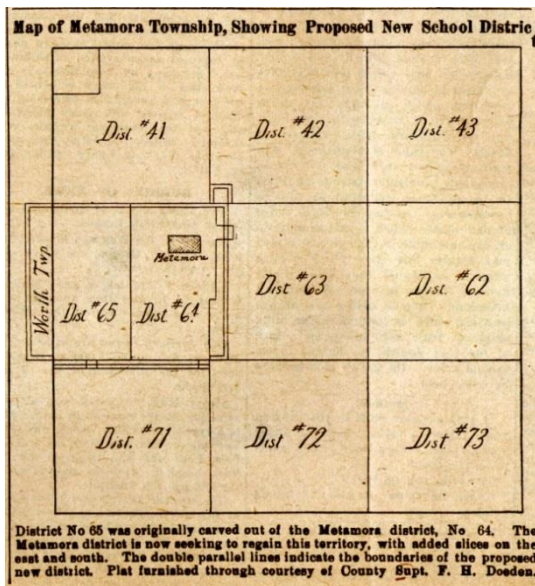 Map of Metamora Township, Showing Proposed New School Distric
Dist. #41
Dist. #42
Dist. #43
Worth Twp
Dist #65
Dist #64
Metamora
Dist #63
Dist. #62
Dist. #71
Dist #72
Dist #73
District No 65 was originally carved out of the Metamora district, No 64. The
Metamora district is now seeking to regain this territory, with added slices on the
east and south. The double parallel lines indicate the boundaries of the proposed
new district. Plat furnished through courtesy of County Supt. F. H. Doeden.